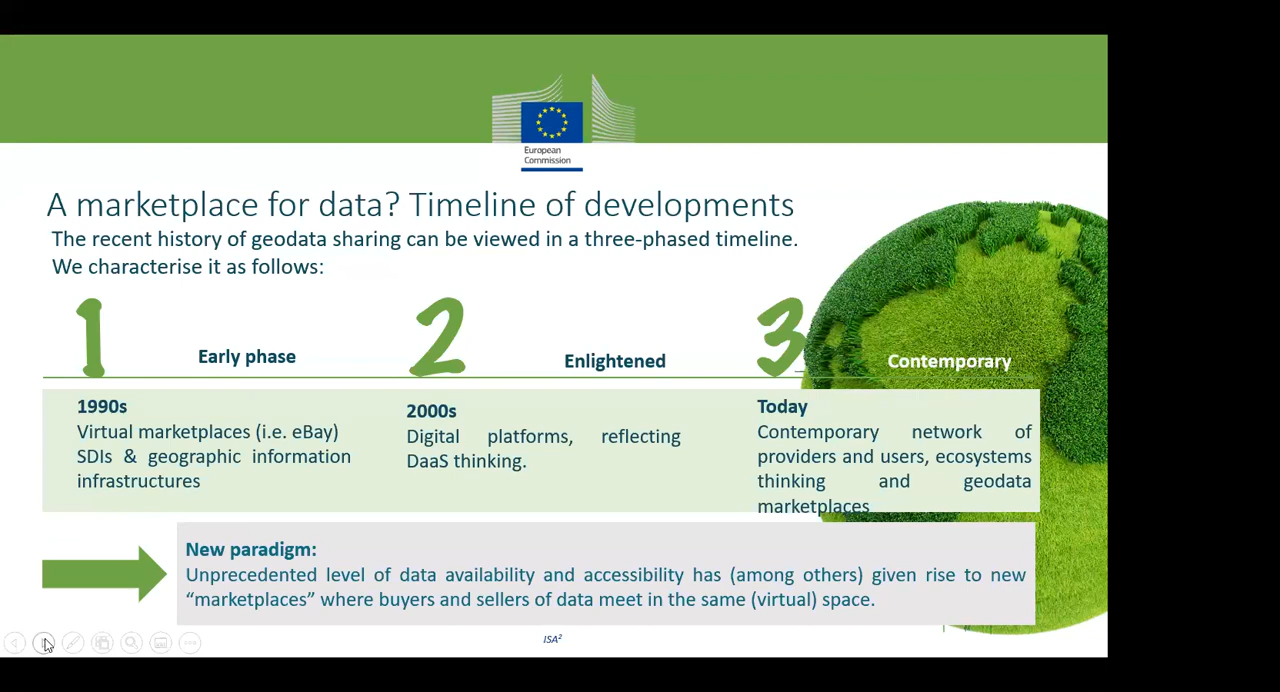 European
Commission
A marketplace for data? Timeline of developments
The recent history of geodata sharing can be viewed in a three-phased timeline.
We characterise it as follows:
1
Early phase
2
Enlightened
3
Contemporary
1990s
Virtual marketplaces (i.e. eBay)
SDIs & geographic information
infrastructures
2000s
Digital platforms, reflecting
DaaS thinking.
Today
Contemporary network of
providers and users, ecosystems
thinking and geodata
marketplaces
New paradigm:
Unprecedented level of data availability and accessibility has (among others) given rise to new
“marketplaces” where buyers and sellers of data meet in the same (virtual) space.
ISA²